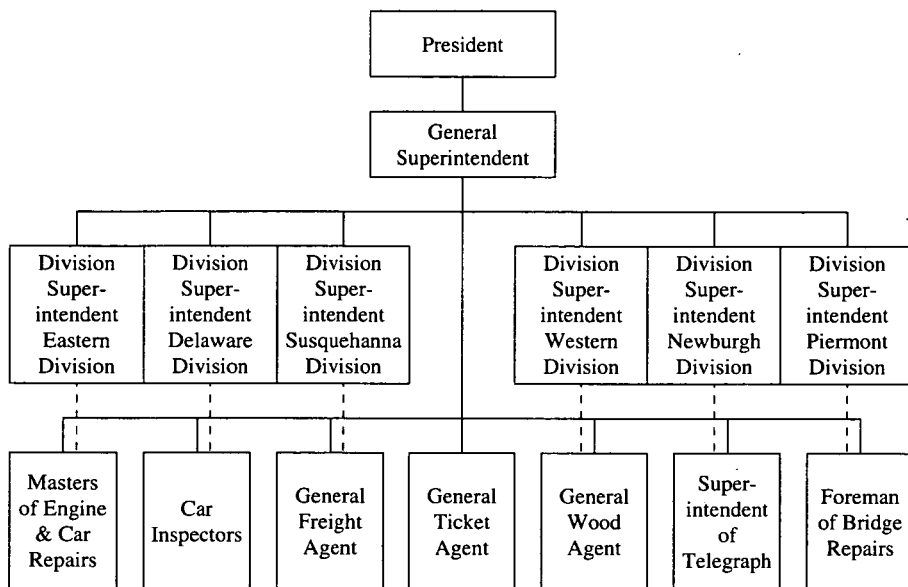 President
General
Superintendent
Division
Super-
intendent
Eastern
Division
Division
Super-
intendent
Delaware
Division
Division
Super-
intendent
Susquehanna
Division
Division
Super-
intendent
Western
Division
Division
Super-
intendent
Newburgh
Division
Division
Super-
intendent
Piermont
Division
Masters
of Engine
& Car
Repairs
Car
Inspectors
General
Freight
Agent
General
Ticket
Agent
General
Wood
Agent
Super-
intendent
of
Telegraph
Foreman
of Bridge
Repairs